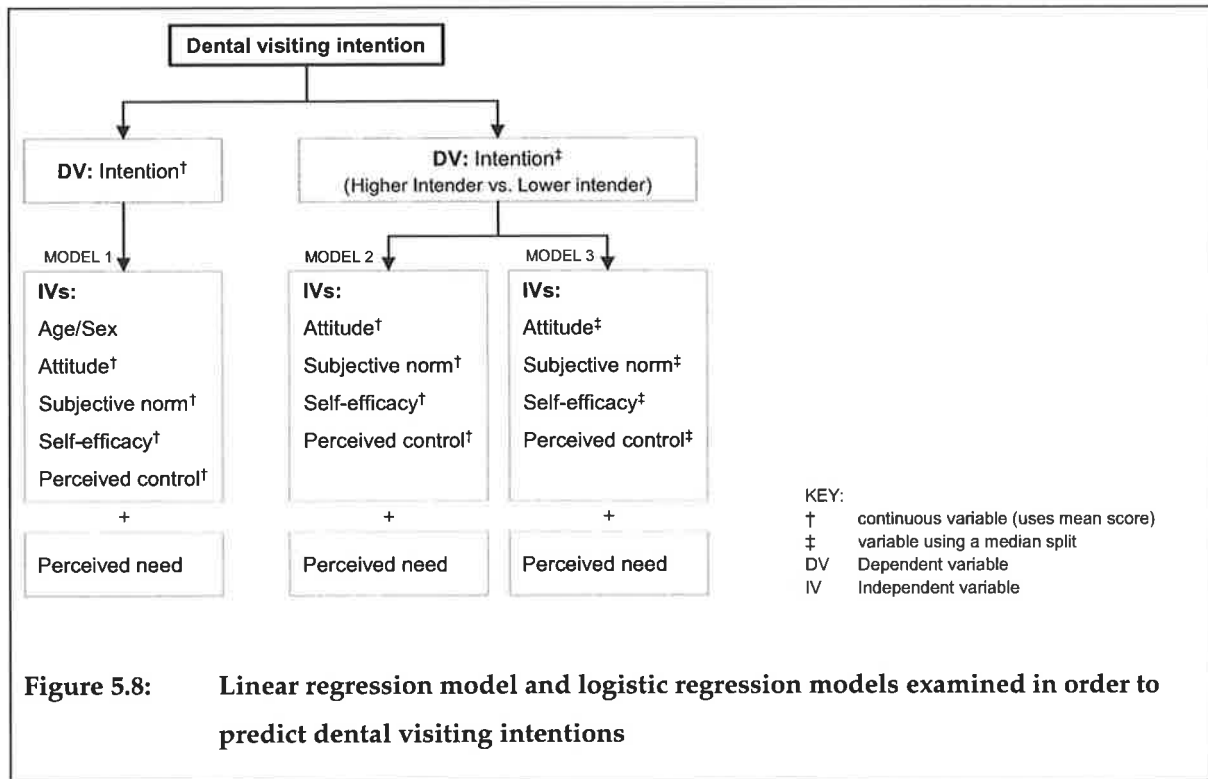 Dental visiting intention
DV: Intention†
DV: Intention‡
(Higher Intender vs. Lower intender)
MODEL 1
IVs:
Age/Sex
Attitude†
Subjective norm†
Self-efficacy†
Perceived control†
+
Perceived need
MODEL 2
IVs:
Attitude†
Subjective norm†
Self-efficacy†
Perceived control†
+
Perceived need
MODEL 3
IVs:
Attitude‡
Subjective norm‡
Self-efficacy‡
Perceived control‡
+
Perceived need
KEY:
† continuous variable (uses mean score)
‡ variable using a median split
DV Dependent variable
IV Independent variable
Figure 5.8: Linear regression model and logistic regression models examined in order to
predict dental visiting intentions